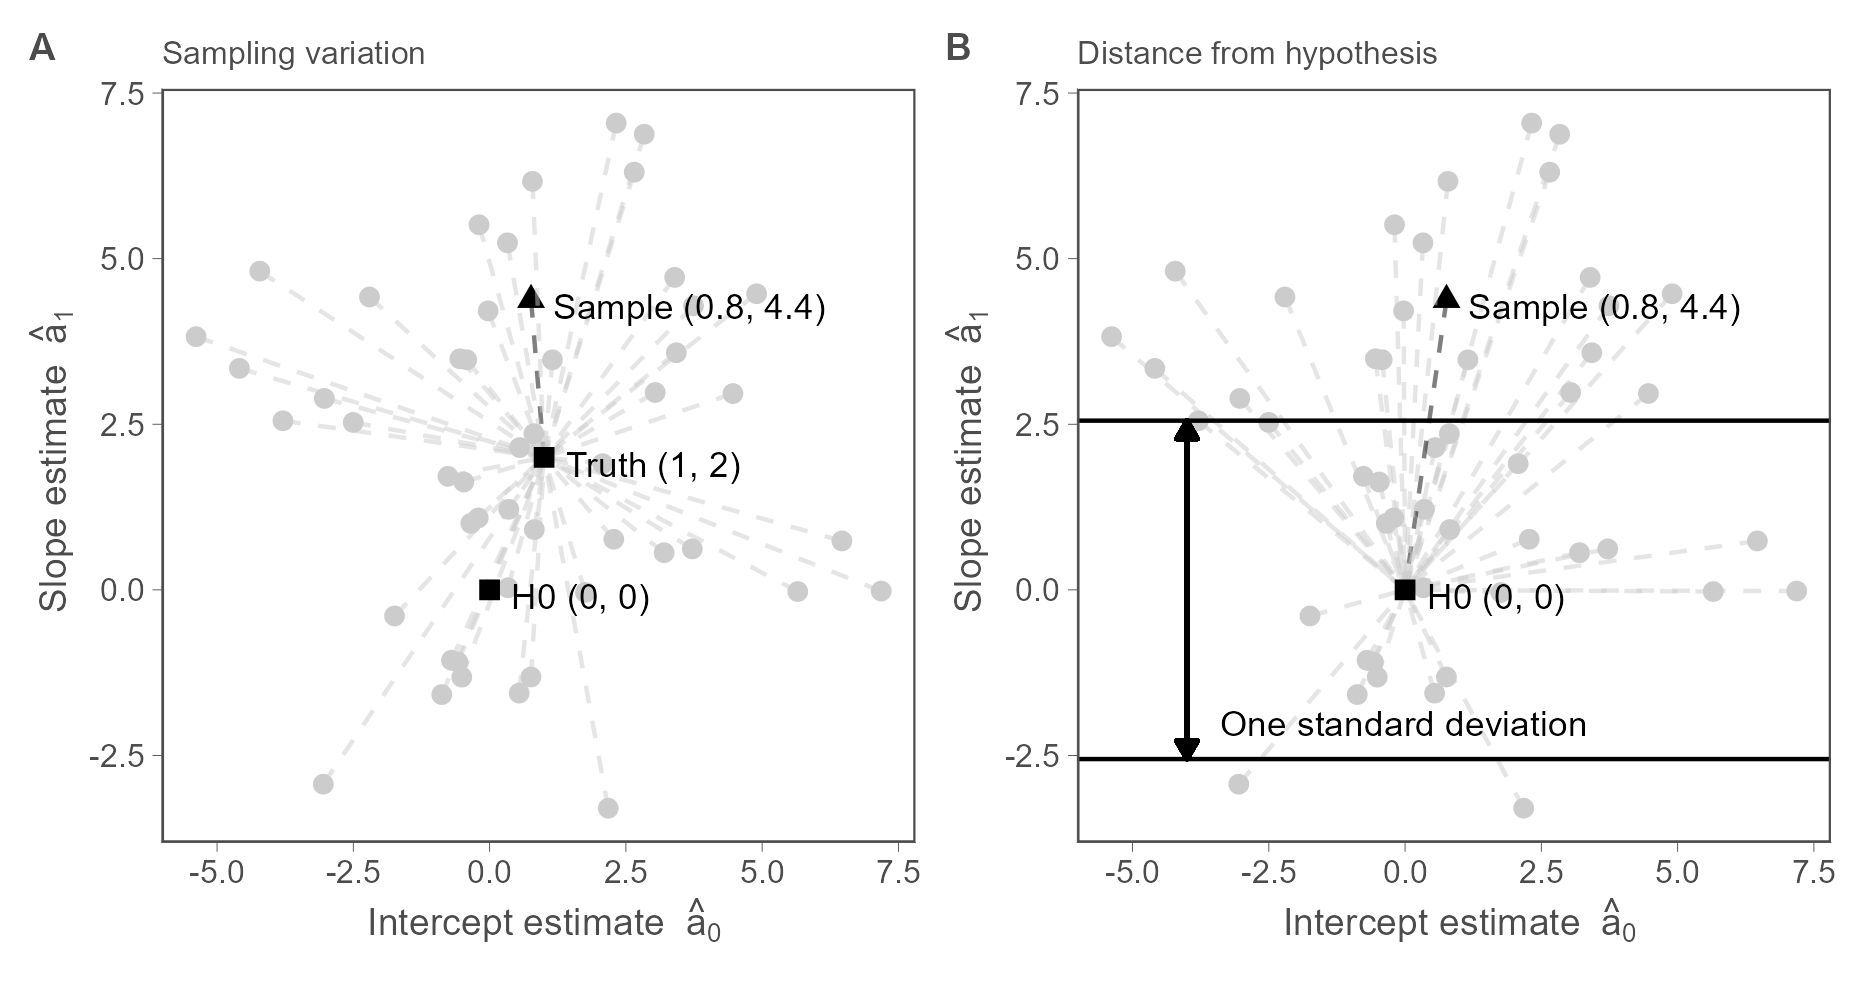 A
Sampling variation
7.5
5.0
2.5
0.0
-2.5
Slope estimate â1
Sample (0.8, 4.4)
Truth (1, 2)
H0 (0, 0)
-5.0 -2.5 0.0 2.5 5.0 7.5
Intercept estimate â0
B
Distance from hypothesis
7.5
5.0
2.5
0.0
-2.5
Slope estimate â1
Sample (0.8, 4.4)
H0 (0, 0)
One standard deviation
-5.0 -2.5 0.0 2.5 5.0 7.5
Intercept estimate â0